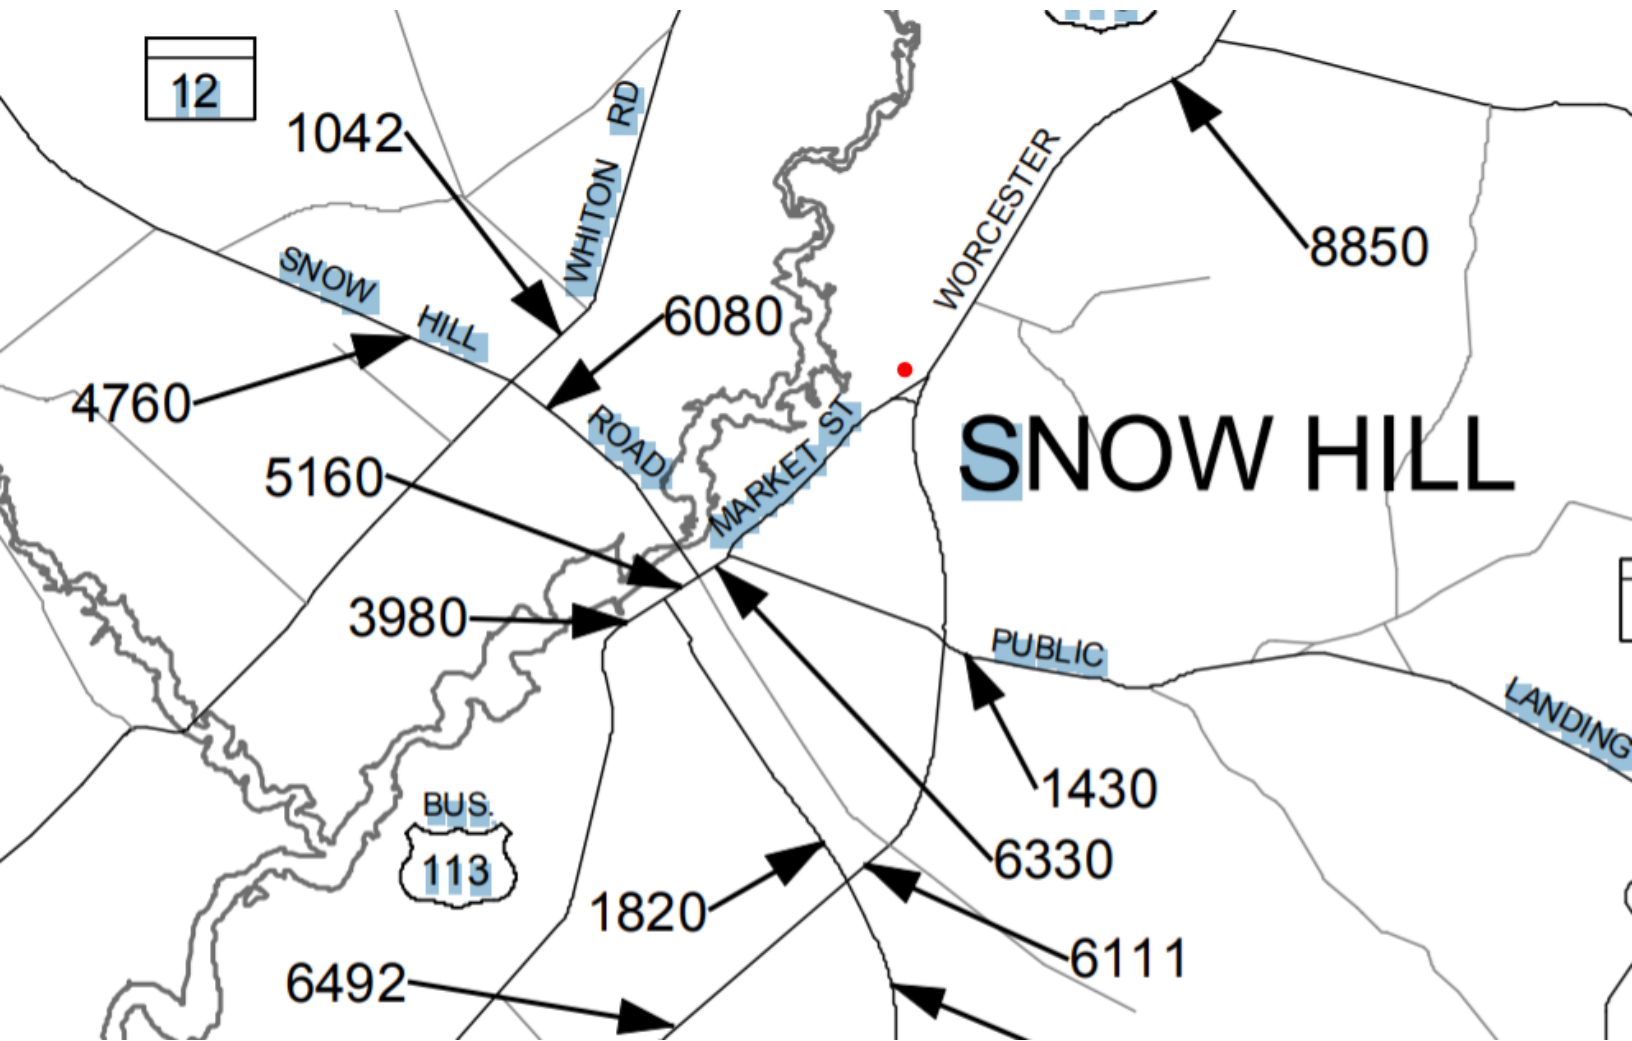 12
1042
WHITON RD
SNOW HILL ROAD
6080
WORCESTER
8850
4760
MARKET ST
SNOW HILL
5160
3980
PUBLIC LANDING
1430
BUS.
113
6330
1820
6111
6492